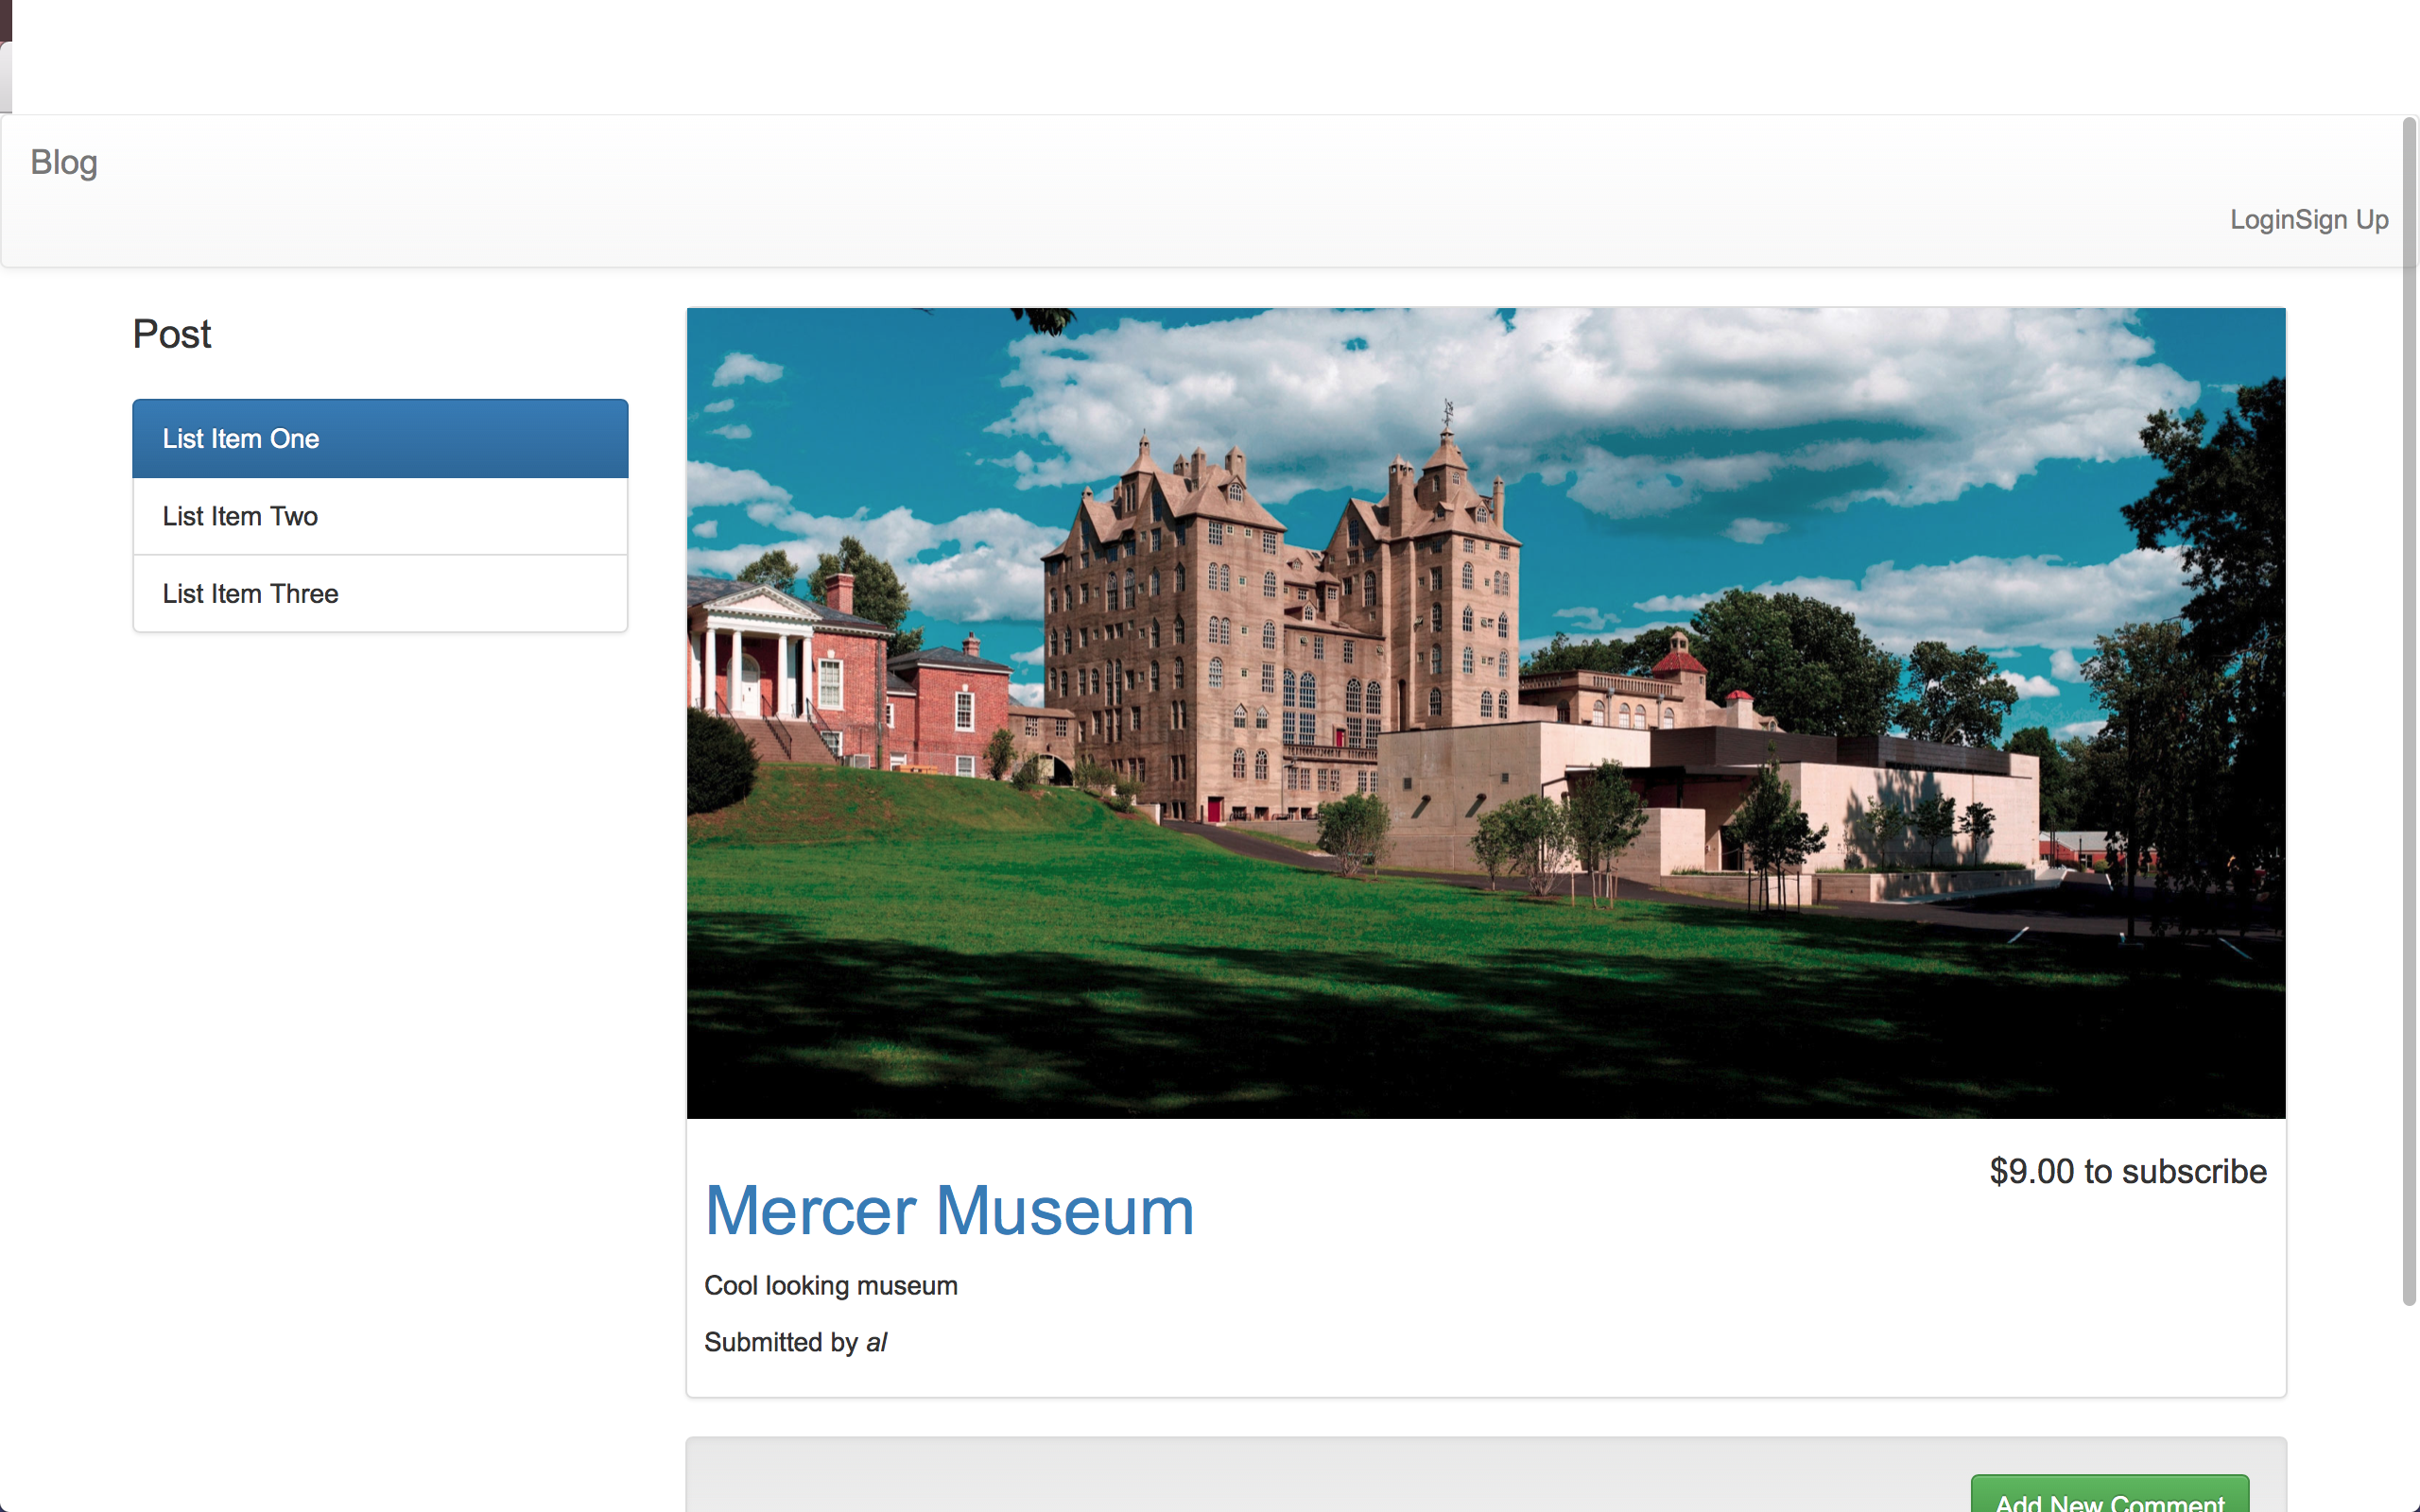 Blog
LoginSign Up
Post
List Item One
List Item Two
List Item Three
$9.00 to subscribe
Mercer Museum
Cool looking museum
Submitted by al
Add New Comment